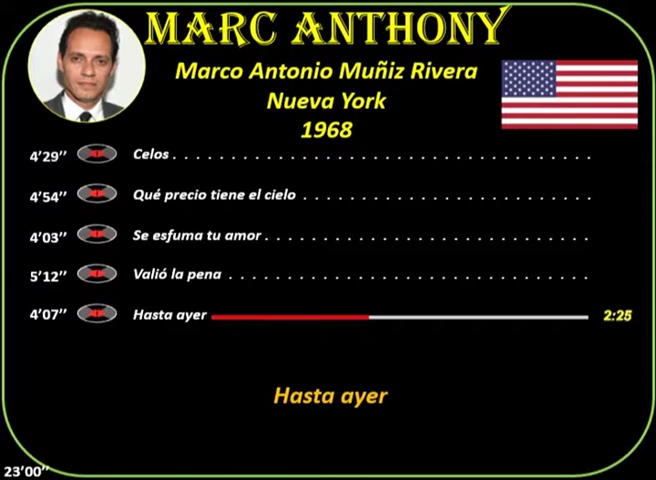 MARC ANTHONY
Marco Antonio Muñiz Rivera
Nueva York
1968
4'29'' Celos
4'54'' Qué precio tiene el cielo
4'03'' Se esfuma tu amor
5'12'' Valió la pena
4'07'' Hasta ayer 2:25
Hasta ayer
23'00''